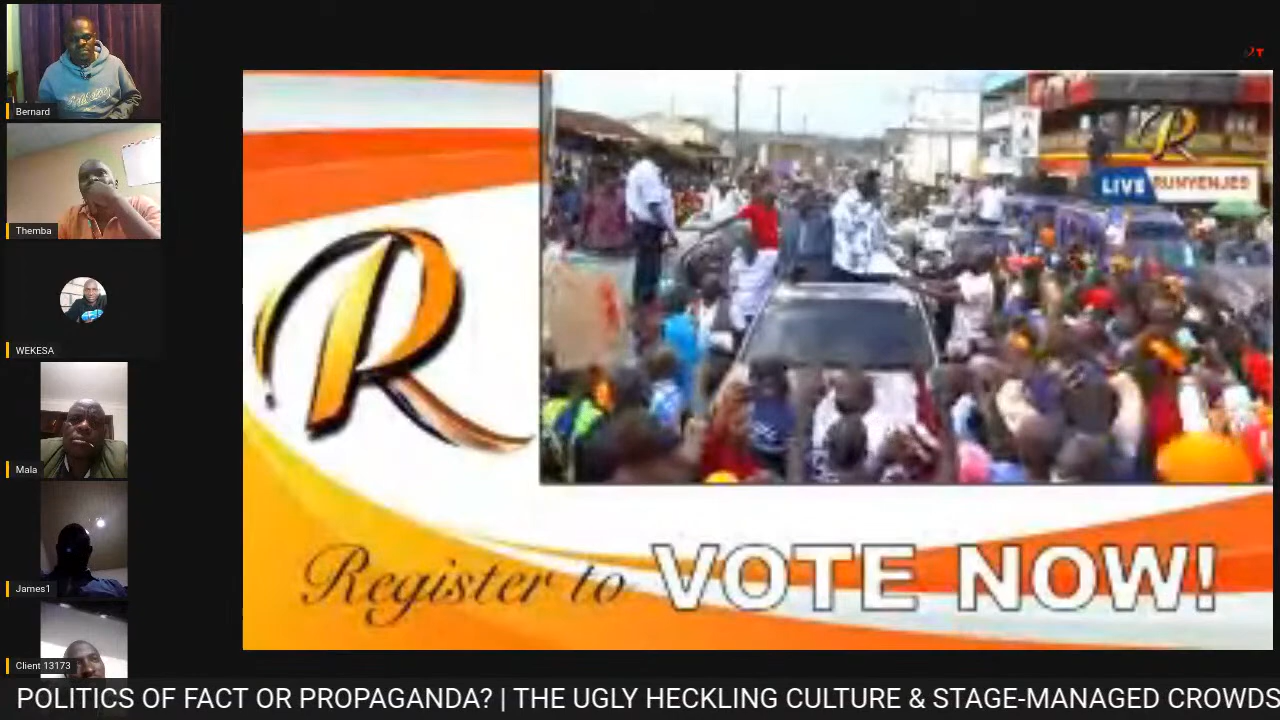 Bernard
Themba
WEKESA
Mala
James1
Client 13173
R
LIVE RUNYENJES
R
Register to VOTE NOW!
POLITICS OF FACT OR PROPAGANDA? | THE UGLY HECKLING CULTURE & STAGE-MANAGED CROWDS